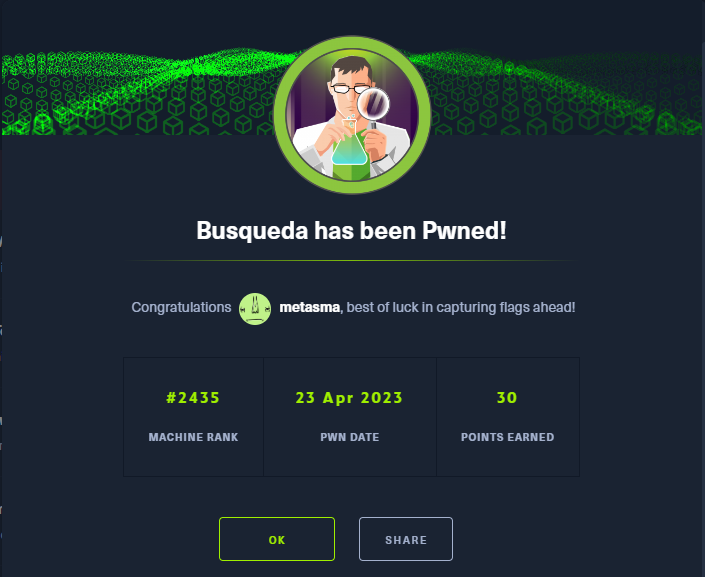 Busqueda has been Pwned!
Congratulations metasma, best of luck in capturing flags ahead!
#2435
MACHINE RANK
23 Apr 2023
PWN DATE
30
POINTS EARNED
OK
SHARE